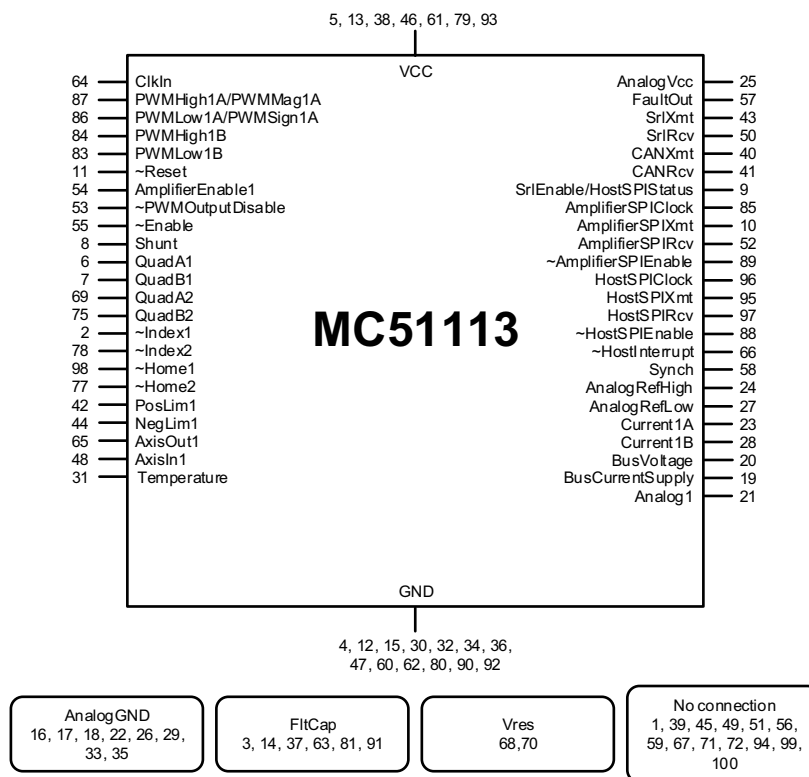 5, 13, 38, 46, 61, 79, 93
VCC
64 ClkIn
87 PWMHigh1A/PWMMag1A
86 PWMLow1A/PWMSign1A
84 PWMHigh1B
83 PWMLow1B
11 ~Reset
54 AmplifierEnable1
53 ~PWMOutputDisable
55 ~Enable
8 Shunt
6 QuadA1
7 QuadB1
69 QuadA2
75 QuadB2
2 ~Index1
78 ~Index2
98 ~Home1
77 ~Home2
42 PosLim1
44 NegLim1
65 AxisOut1
48 AxisIn1
31 Temperature
MC51113
AnalogVcc 25
FaultOut 57
SrlXmt 43
SrlRcv 50
CANXmt 40
CANRcv 41
SrlEnable/HostSPIStatus 9
AmplifierSPIClock 85
AmplifierSPIXmt 10
AmplifierSPIRcv 52
~AmplifierSPIEnable 89
HostSPIClock 96
HostSPIXmt 95
HostSPIRcv 97
~HostSPIEnable 88
~HostInterrupt 66
Synch 58
AnalogRefHigh 24
AnalogRefLow 27
Current1A 23
Current1B 28
BusVoltage 20
BusCurrentSupply 19
Analog1 21
GND
4, 12, 15, 30, 32, 34, 36,
47, 60, 62, 80, 90, 92
AnalogGND
16, 17, 18, 22, 26, 29,
33, 35
FltCap
3, 14, 37, 63, 81, 91
Vres
68,70
No connection
1, 39, 45, 49, 51, 56,
59, 67, 71, 72, 94, 99,
100